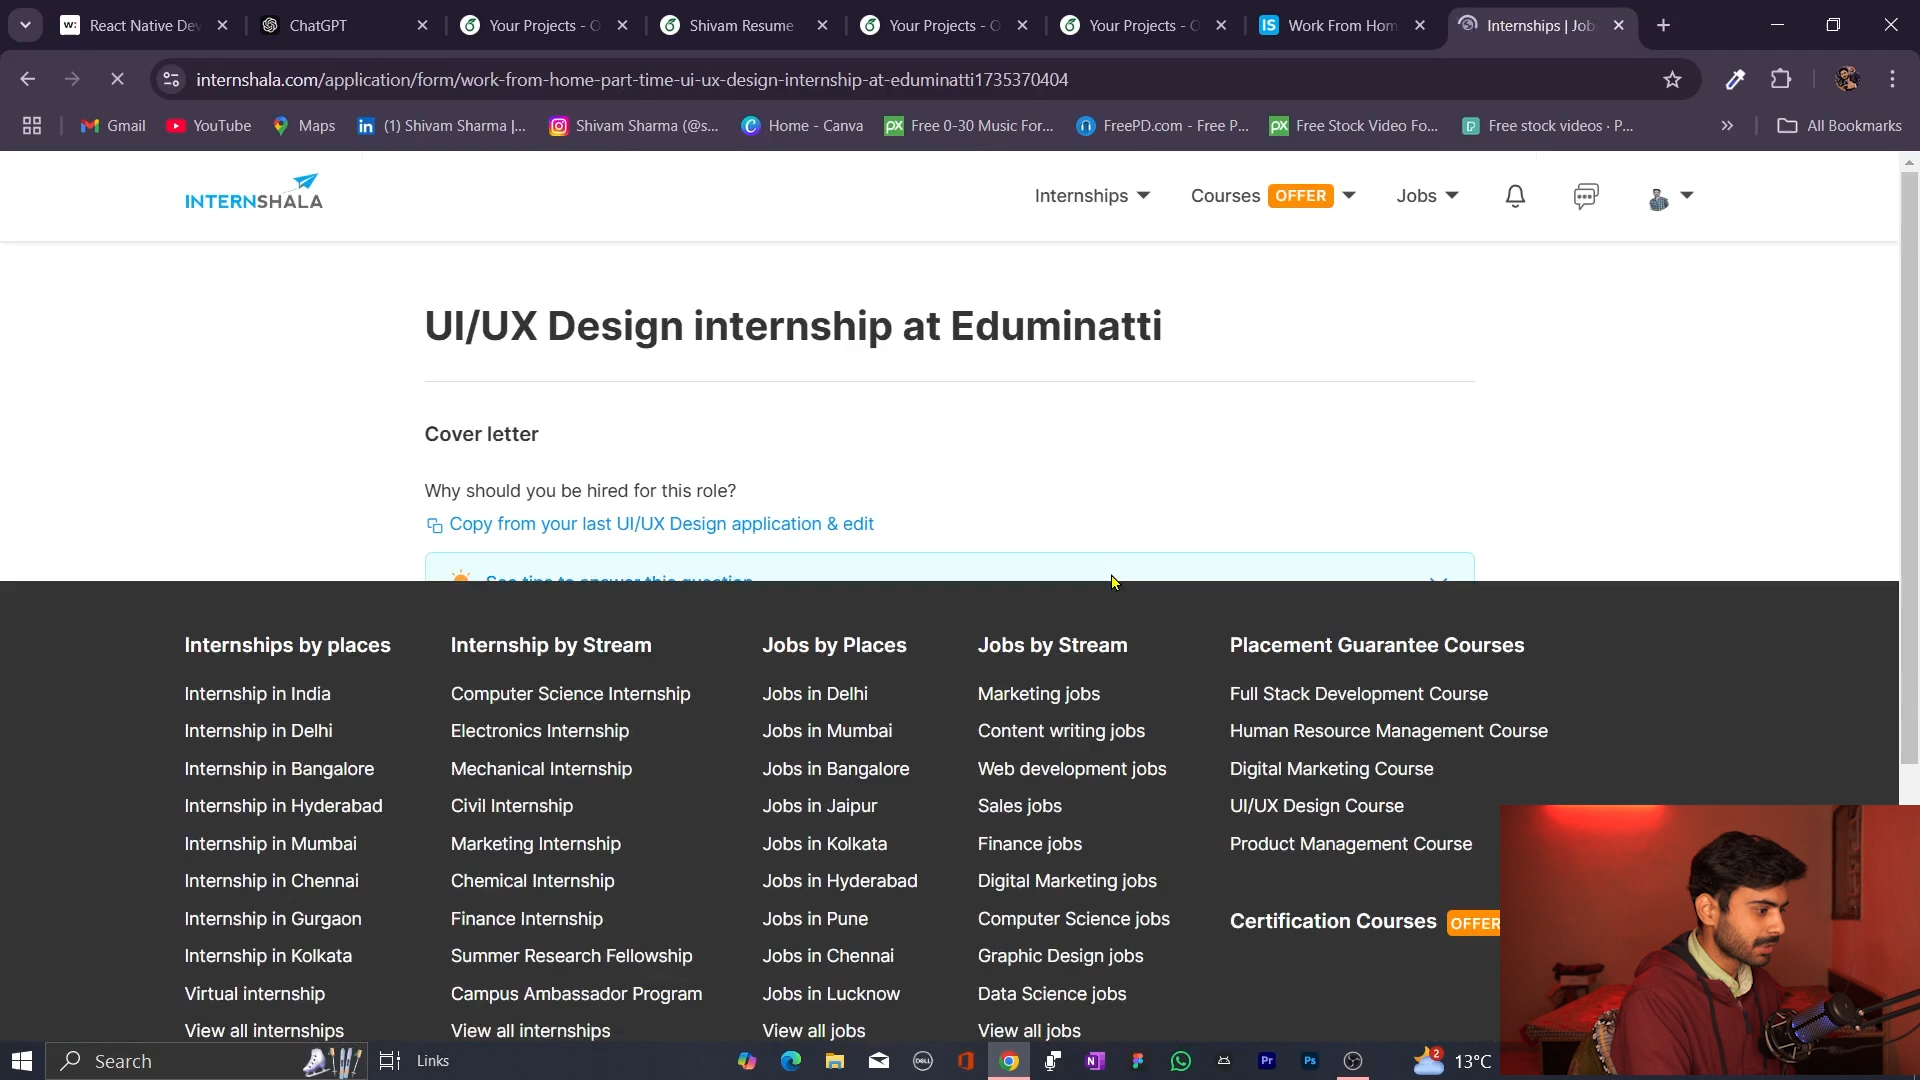 React Native Dev
ChatGPT
Your Projects - O
Shivam Resume
Your Projects - O
Your Projects - O
Work From Hom
Internships | Job
internshala.com/application/form/work-from-home-part-time-ui-ux-design-internship-at-eduminatti1735370404
Gmail
YouTube
Maps
(1) Shivam Sharma |...
Shivam Sharma (@s...
Home - Canva
Free 0-30 Music For...
FreePD.com - Free P...
Free Stock Video Fo...
Free stock videos · P...
All Bookmarks
INTERNSHALA
Internships
Courses OFFER
Jobs
UI/UX Design internship at Eduminatti
Cover letter
Why should you be hired for this role?
Copy from your last UI/UX Design application & edit
See tips to answer this question
Internships by places
Internship in India
Internship in Delhi
Internship in Bangalore
Internship in Hyderabad
Internship in Mumbai
Internship in Chennai
Internship in Gurgaon
Internship in Kolkata
Virtual internship
View all internships
Internship by Stream
Computer Science Internship
Electronics Internship
Mechanical Internship
Civil Internship
Marketing Internship
Chemical Internship
Finance Internship
Summer Research Fellowship
Campus Ambassador Program
View all internships
Jobs by Places
Jobs in Delhi
Jobs in Mumbai
Jobs in Bangalore
Jobs in Jaipur
Jobs in Kolkata
Jobs in Hyderabad
Jobs in Pune
Jobs in Chennai
Jobs in Lucknow
View all jobs
Jobs by Stream
Marketing jobs
Content writing jobs
Web development jobs
Sales jobs
Finance jobs
Digital Marketing jobs
Computer Science jobs
Graphic Design jobs
Data Science jobs
View all jobs
Placement Guarantee Courses
Full Stack Development Course
Human Resource Management Course
Digital Marketing Course
UI/UX Design Course
Product Management Course
Certification Courses OFFER
Search
Links
2
13°C